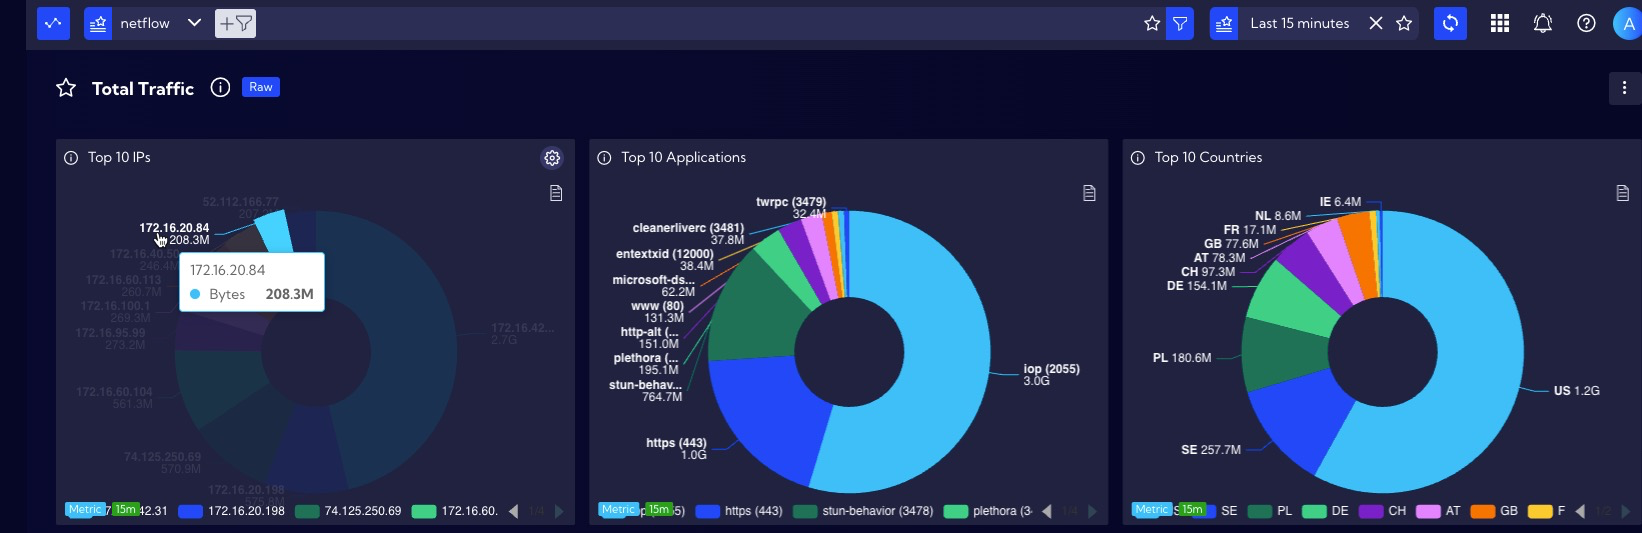 netflow
Last 15 minutes
A
Total Traffic
Raw
Top 10 IPs
52.112.166.77
172.16.20.84
208.3M
172.16.40.50
246.4M
172.16.60.113
260.7M
172.16.100.1
269.3M
172.16.95.99
273.2M
172.16.60.104
561.3M
74.125.250.69
570.9M
172.16.20.198
575.8M
172.16.42...
2.7G
172.16.20.84
Bytes 208.3M
Metric 15m 42.31 172.16.20.198 74.125.250.69 172.16.60. 1/4
Top 10 Applications
twrpc (3479)
32.4M
cleanerliverc (3481)
37.8M
entextxid (12000)
38.4M
microsoft-ds...
62.2M
www (80)
131.3M
http-alt (...
151.0M
plethora (...
195.1M
stun-behav...
764.7M
https (443)
1.0G
iop (2055)
3.0G
Metric 15m https (443) stun-behavior (3478) plethora (3- 1/4
Top 10 Countries
IE 6.4M
NL 8.6M
FR 17.1M
GB 77.6M
AT 78.3M
CH 97.3M
DE 154.1M
PL 180.6M
SE 257.7M
US 1.2G
Metric 15m SE PL DE CH AT GB F 1/2